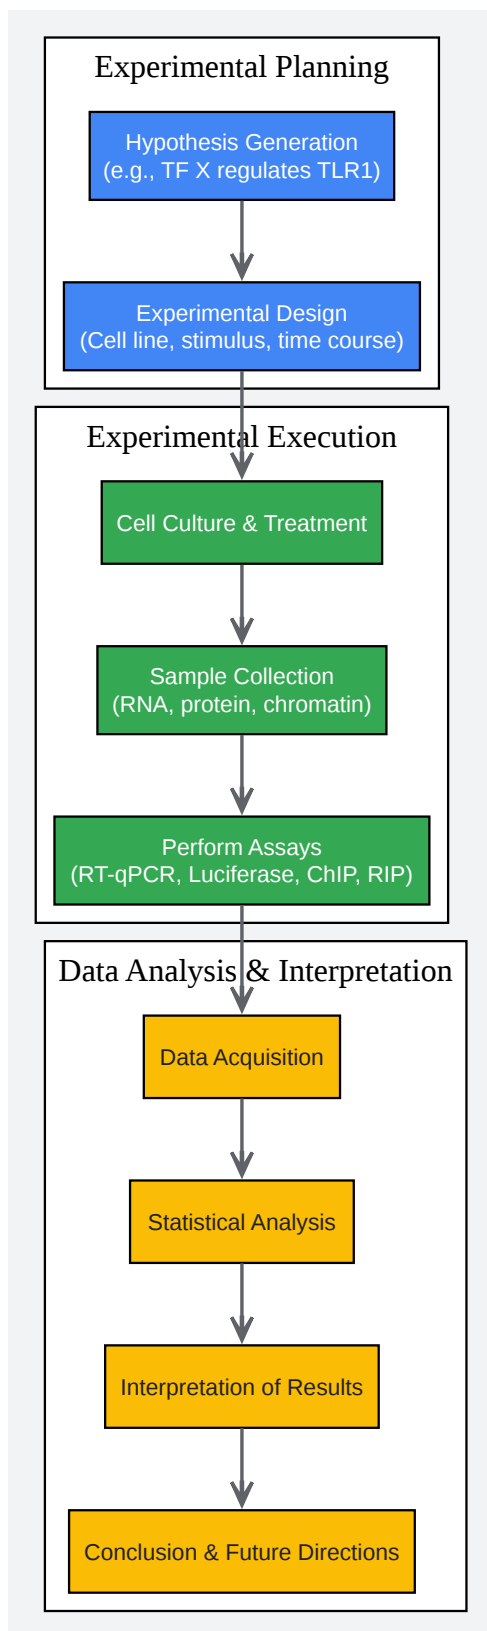 Experimental Planning
Hypothesis Generation
(e.g., TF X regulates TLR1)
Experimental Design
(Cell line, stimulus, time course)
Experimental Execution
Cell Culture & Treatment
Sample Collection
(RNA, protein, chromatin)
Perform Assays
(RT-qPCR, Luciferase, ChIP, RIP)
Data Analysis & Interpretation
Data Acquisition
Statistical Analysis
Interpretation of Results
Conclusion & Future Directions